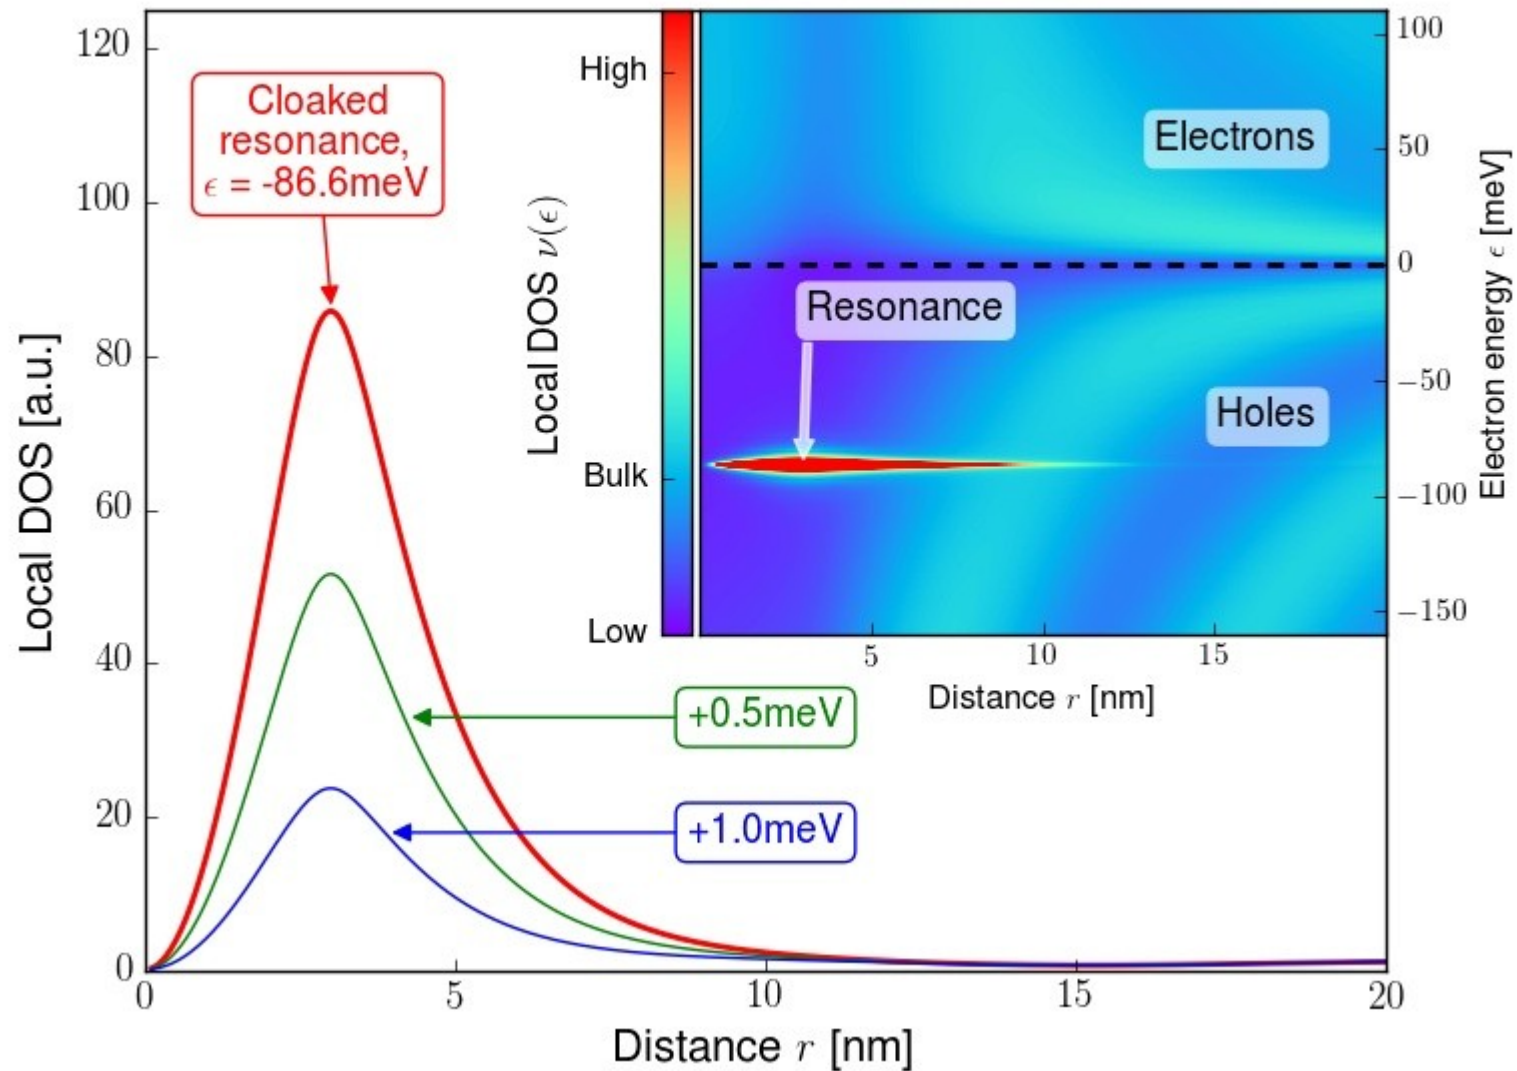 120
100
80
60
40
20
0
Local DOS [a.u.]
0
5
10
15
20
Distance r [nm]
Cloaked
resonance,
ϵ = -86.6meV
+0.5meV
+1.0meV
High
Bulk
Low
Local DOS ν(ϵ)
Electrons
Resonance
Holes
100
50
0
−50
−100
−150
Electron energy ϵ [meV]
5
10
15
Distance r [nm]